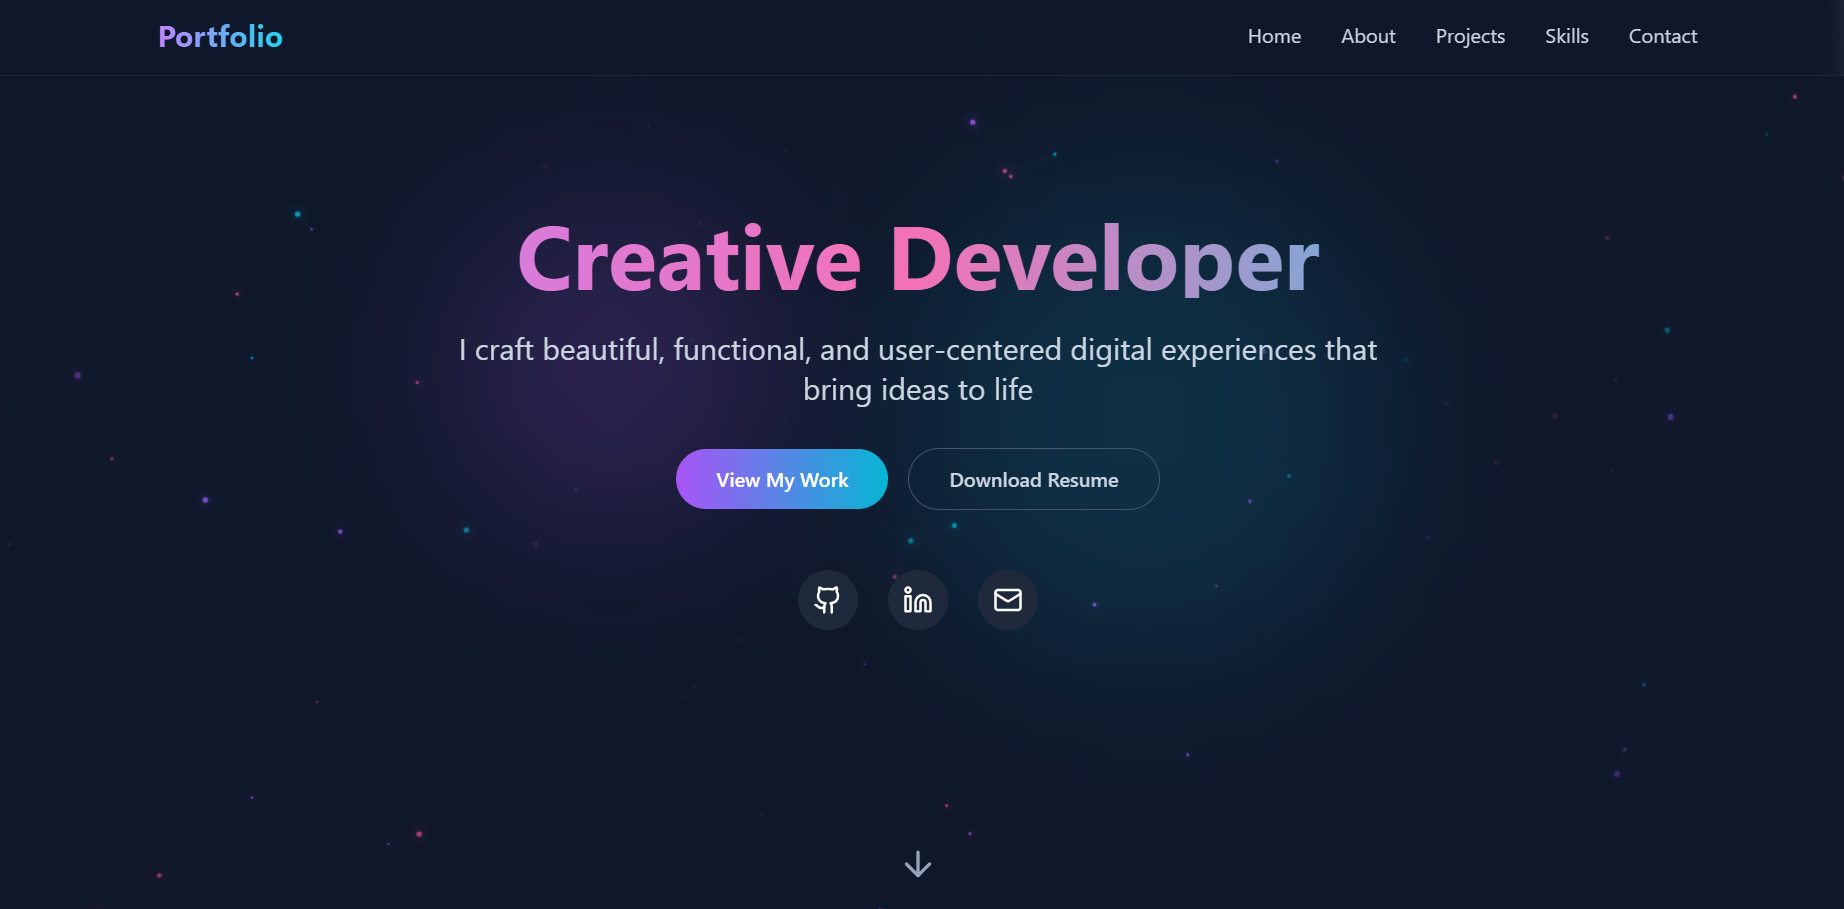 Portfolio
Home
About
Projects
Skills
Contact
Creative Developer
I craft beautiful, functional, and user-centered digital experiences that
bring ideas to life
View My Work
Download Resume